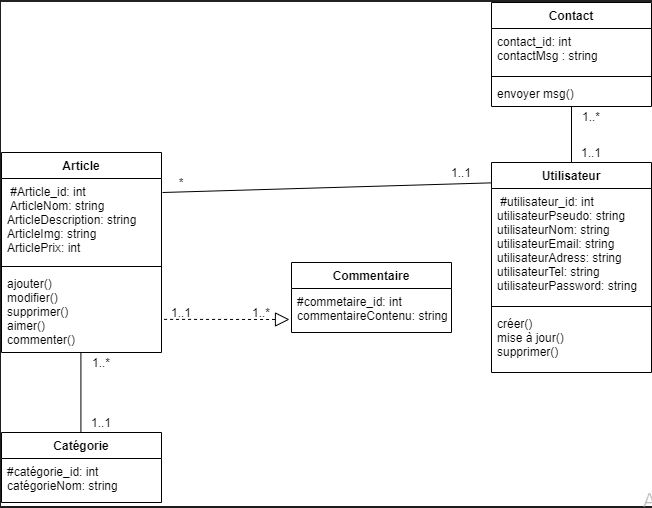 Contact
contact_id: int
contactMsg : string
envoyer msg()
1..*
1..1
Utilisateur
#utilisateur_id: int
utilisateurPseudo: string
utilisateurNom: string
utilisateurEmail: string
utilisateurAdress: string
utilisateurTel: string
utilisateurPassword: string
créer()
mise à jour()
supprimer()
Article
#Article_id: int
ArticleNom: string
ArticleDescription: string
ArticleImg: string
ArticlePrix: int
ajouter()
modifier()
supprimer()
aimer()
commenter()
*
1..1
Commentaire
#commetaire_id: int
commentaireContenu: string
1..1
1..*
1..*
1..1
Catégorie
#catégorie_id: int
catégorieNom: string
A